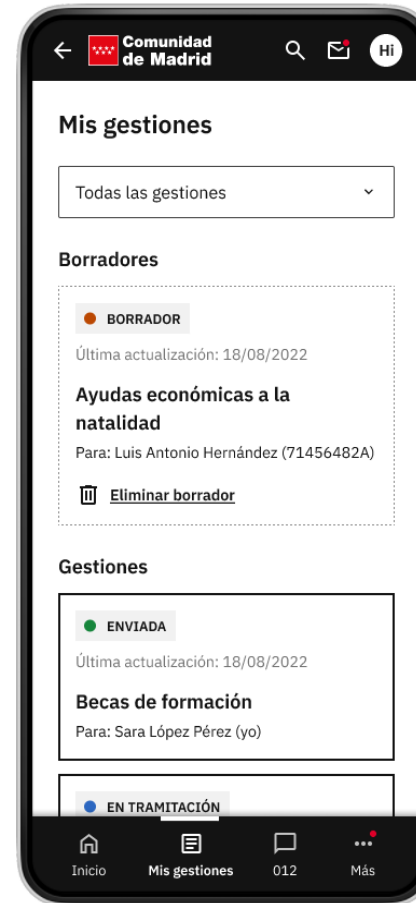 Comunidad
de Madrid
Hi
Mis gestiones
Todas las gestiones
Borradores
BORRADOR
Última actualización: 18/08/2022
Ayudas económicas a la
natalidad
Para: Luis Antonio Hernández (71456482A)
Eliminar borrador
Gestiones
ENVIADA
Última actualización: 18/08/2022
Becas de formación
Para: Sara López Pérez (yo)
EN TRAMITACIÓN
Inicio
Mis gestiones
012
Más